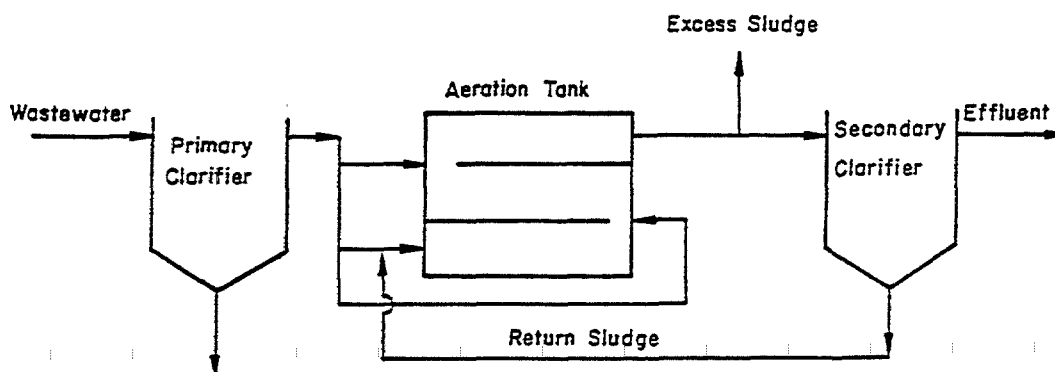 Excess Sludge
Aeration Tank
Wastewater
Primary
Clarifier
Secondary
Clarifier
Effluent
Return Sludge